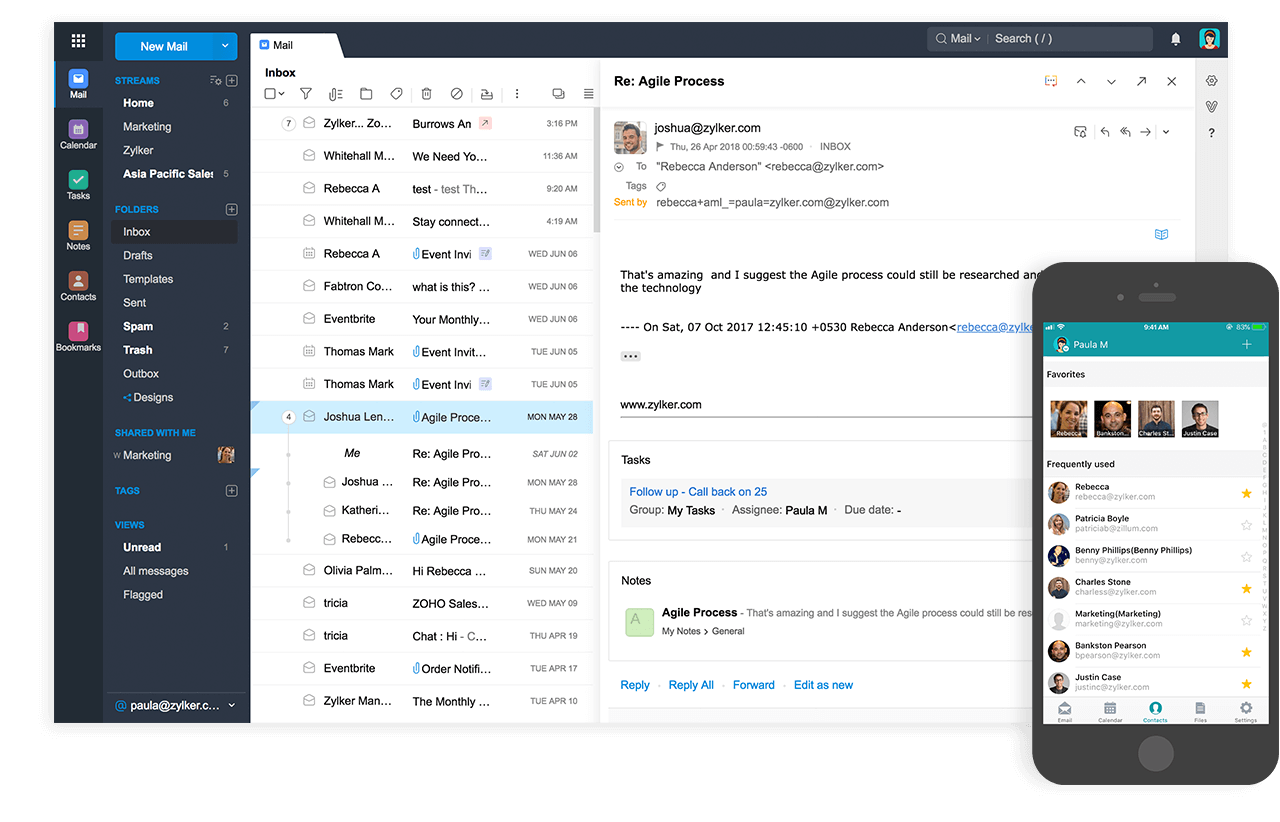 New Mail
Mail
Mail
Search ( / )
Mail
Calendar
Tasks
Notes
Contacts
Bookmarks
STREAMS
Home 6
Marketing
Zylker
Asia Pacific Sales 5
FOLDERS
Inbox
Drafts
Templates
Sent
Spam 2
Trash 7
Outbox
Designs
SHARED WITH ME
W Marketing
TAGS
VIEWS
Unread 1
All messages
Flagged
@ paula@zylker.c...
Inbox
7 Zylker... Zo... Burrows An 3:16 PM
Whitehall M... We Need Yo... 11:36 AM
Rebecca A test - test Th... 9:20 AM
Whitehall M... Stay connect... 4:19 AM
Rebecca A Event Invi WED JUN 06
Fabtron Co... what is this? ... WED JUN 06
Eventbrite Your Monthly... WED JUN 06
Thomas Mark Event Invit... TUE JUN 05
Thomas Mark Event Invi TUE JUN 05
4 Joshua Len... Agile Proce... MON MAY 28
Me Re: Agile Pro... SAT JUN 02
Joshua ... Re: Agile Pro... MON MAY 28
Katheri... Re: Agile Pro... THU MAY 24
Rebecc... Agile Proce... MON MAY 21
Olivia Palm... Hi Rebecca ... SUN MAY 20
tricia ZOHO Sales... WED MAY 09
tricia Chat : Hi - C... THU APR 19
Eventbrite Order Notifi... TUE APR 17
Zylker Man... The Monthly ... TUE APR 10
Re: Agile Process
joshua@zylker.com
Thu, 26 Apr 2018 00:59:43 -0600 · INBOX
To "Rebecca Anderson" <rebecca@zylker.com>
Tags
Sent by rebecca+aml_=paula=zylker.com@zylker.com
That's amazing and I suggest the Agile process could still be researched and
the technology
---- On Sat, 07 Oct 2017 12:45:10 +0530 Rebecca Anderson<rebecca@zylke
www.zylker.com
Tasks
Follow up - Call back on 25
Group: My Tasks · Assignee: Paula M · Due date: -
Notes
A
Agile Process - That's amazing and I suggest the Agile process could still be res
My Notes > General
Reply · Reply All · Forward · Edit as new
?
9:41 AM 83%
Paula M
Favorites
Rebecca Bankston... Charles St... Justin Case
Frequently used
Rebecca
rebecca@zylker.com
Patricia Boyle
patriciab@zillum.com
Benny Phillips(Benny Phillips)
benny@zylker.com
Charles Stone
charless@zylker.com
Marketing(Marketing)
marketing@zylker.com
Bankston Pearson
bpearson@zylker.com
Justin Case
justinc@zylker.com
Email Calendar Contacts Files Settings